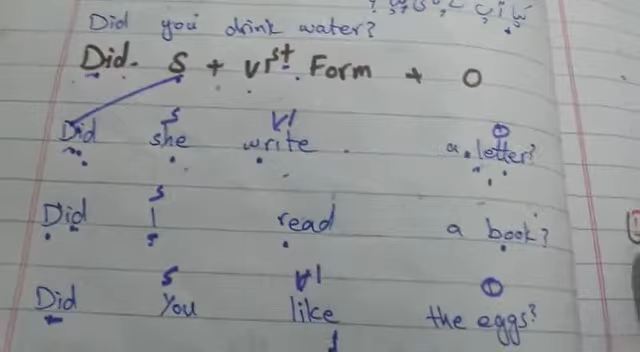 Did you drink water?
Did. S + V1st Form + O
S V1 O
Did she write a letter?
S
Did I read a book?
S V1 O
Did you like the eggs?